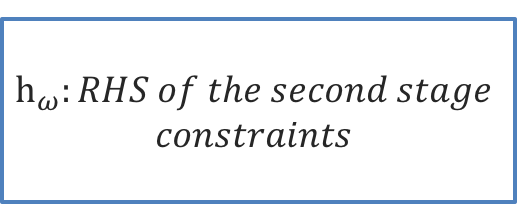 hω: RHS of the second stage
constraints